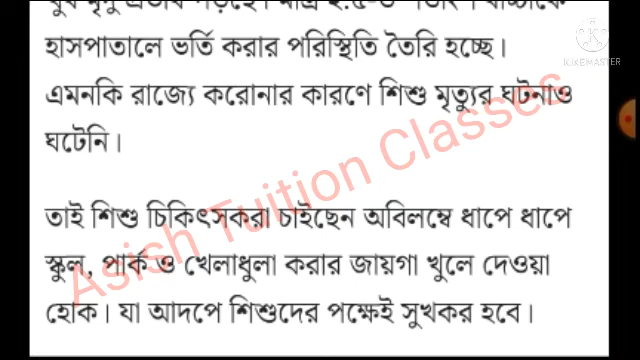 হাসপাতালে ভর্তি করার পরিস্থিতি তৈরি হচ্ছে।
এমনকি রাজ্যে করোনার কারণে শিশু মৃত্যুর ঘটনাও
ঘটেনি।
তাই শিশু চিকিৎসকরা চাইছেন অবিলম্বে ধাপে ধাপে
স্কুল, পার্ক ও খেলাধুলা করার জায়গা খুলে দেওয়া
হোক। যা আদপে শিশুদের পক্ষেই সুখকর হবে।
Asish Tuition Classes
KINEMASTER